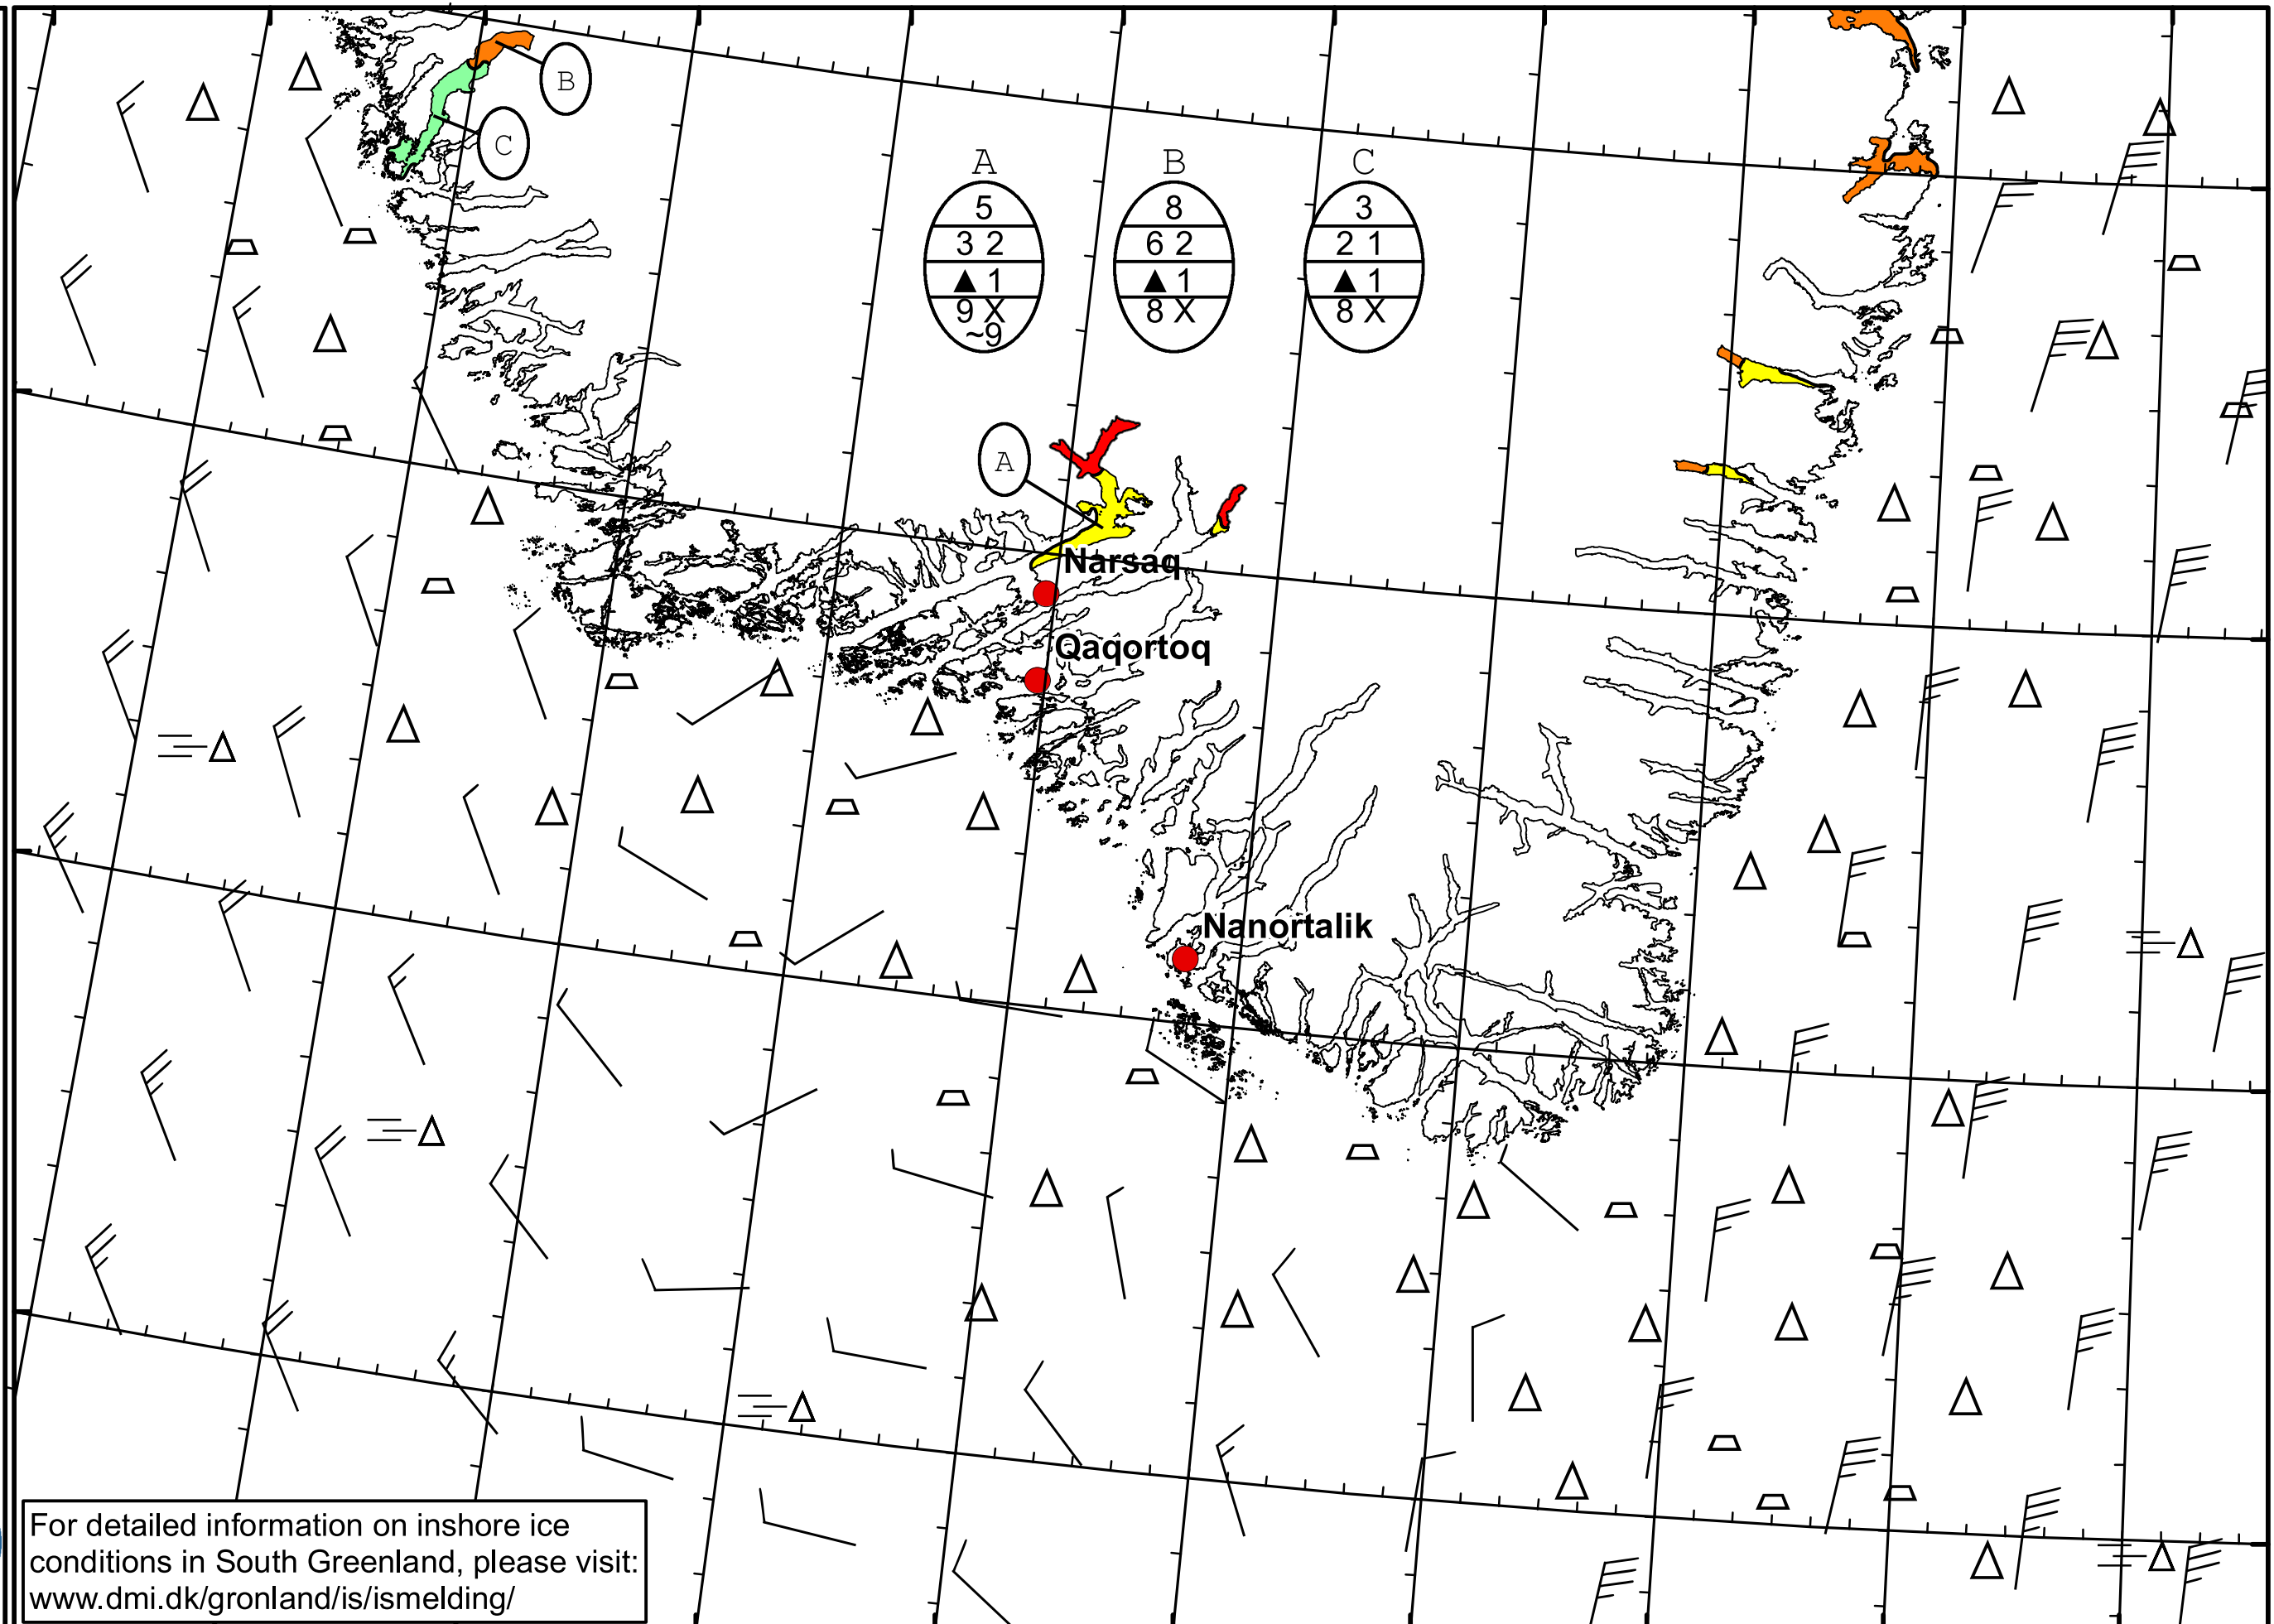 B
C
A B C
5 8 3
3 2 6 2 2 1
▲ 1 ▲ 1 ▲ 1
9 X 8 X 8 X
~9
A
Narsaq
Qaqortoq
Nanortalik
For detailed information on inshore ice
conditions in South Greenland, please visit:
www.dmi.dk/gronland/is/ismelding/